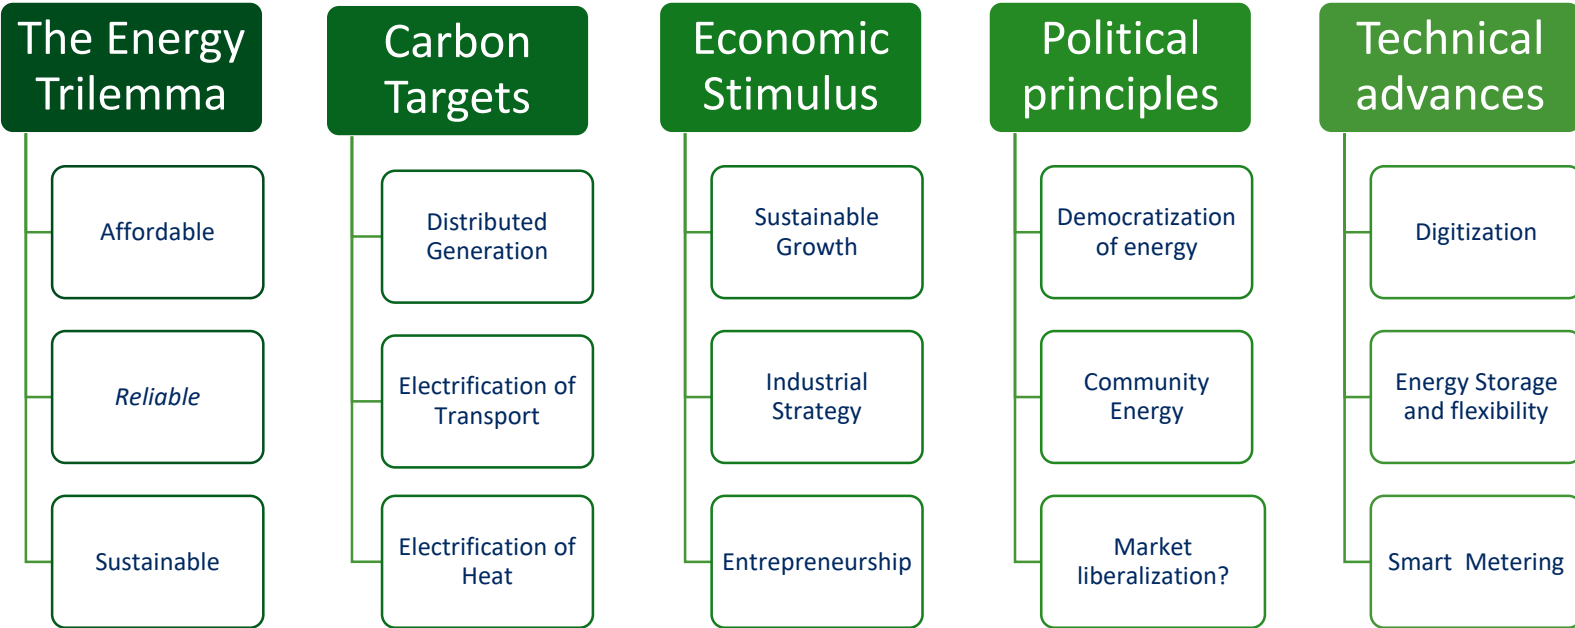 The Energy
Trilemma
Affordable
Reliable
Sustainable
Carbon
Targets
Distributed
Generation
Electrification of
Transport
Electrification of
Heat
Economic
Stimulus
Sustainable
Growth
Industrial
Strategy
Entrepreneurship
Political
principles
Democratization
of energy
Community
Energy
Market
liberalization?
Technical
advances
Digitization
Energy Storage
and flexibility
Smart  Metering